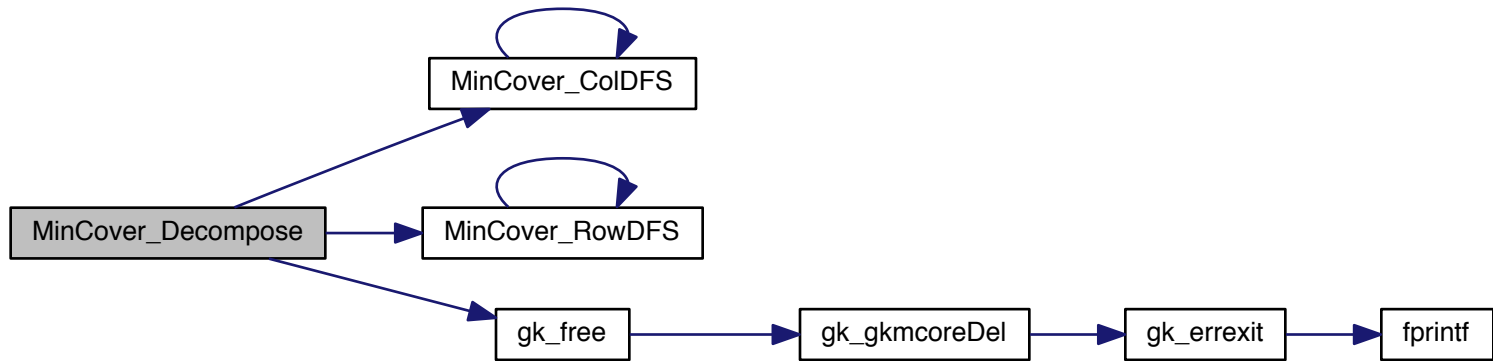 MinCover_ColDFS
MinCover_Decompose
MinCover_RowDFS
gk_free
gk_gkmcoreDel
gk_errexit
fprintf